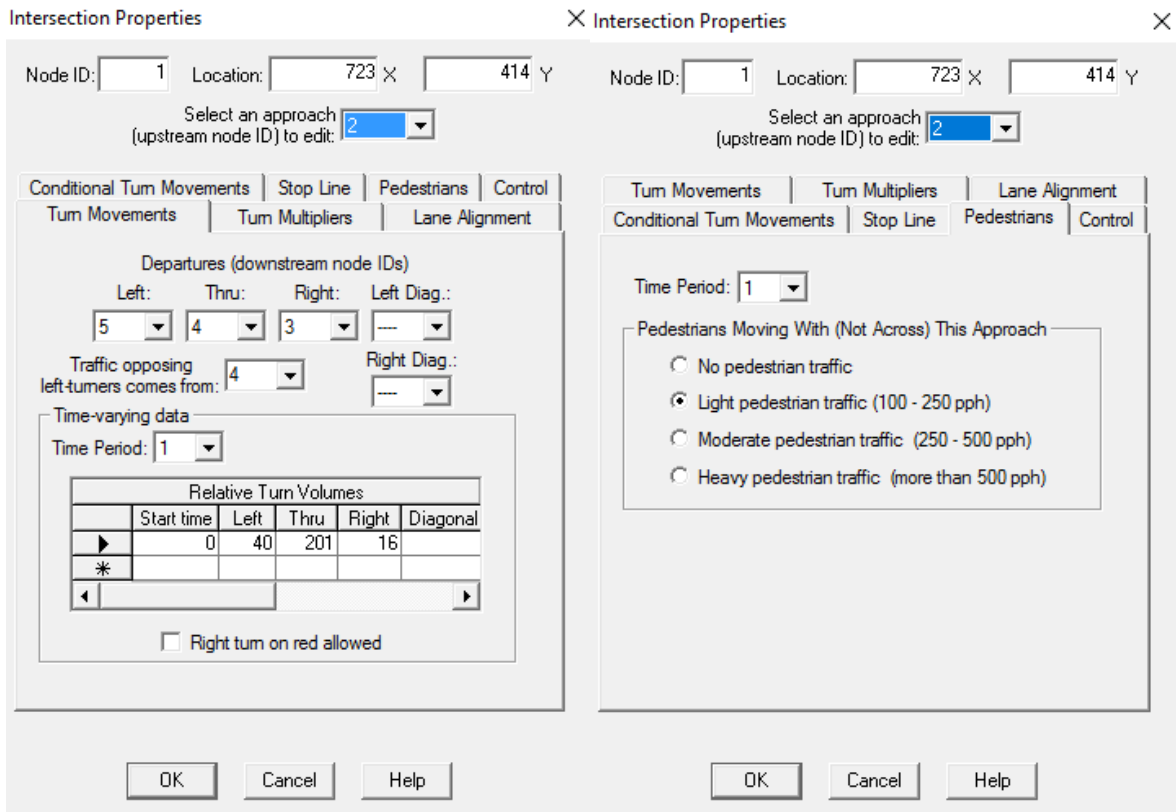 Intersection Properties
Node ID: 1 Location: 723 X 414 Y
Select an approach
(upstream node ID) to edit: 2
Conditional Turn Movements Stop Line Pedestrians Control
Turn Movements Turn Multipliers Lane Alignment
Departures (downstream node IDs)
Left: Thru: Right: Left Diag.:
5 4 3 ----
Traffic opposing
left-turners comes from: 4
Right Diag.:
----
Time-varying data
Time Period: 1
Relative Turn Volumes
Start time Left Thru Right Diagonal
0 40 201 16
Right turn on red allowed
OK Cancel Help
Intersection Properties
Node ID: 1 Location: 723 X 414 Y
Select an approach
(upstream node ID) to edit: 2
Turn Movements Turn Multipliers Lane Alignment
Conditional Turn Movements Stop Line Pedestrians Control
Time Period: 1
Pedestrians Moving With (Not Across) This Approach
No pedestrian traffic
Light pedestrian traffic (100 - 250 pph)
Moderate pedestrian traffic (250 - 500 pph)
Heavy pedestrian traffic (more than 500 pph)
OK Cancel Help